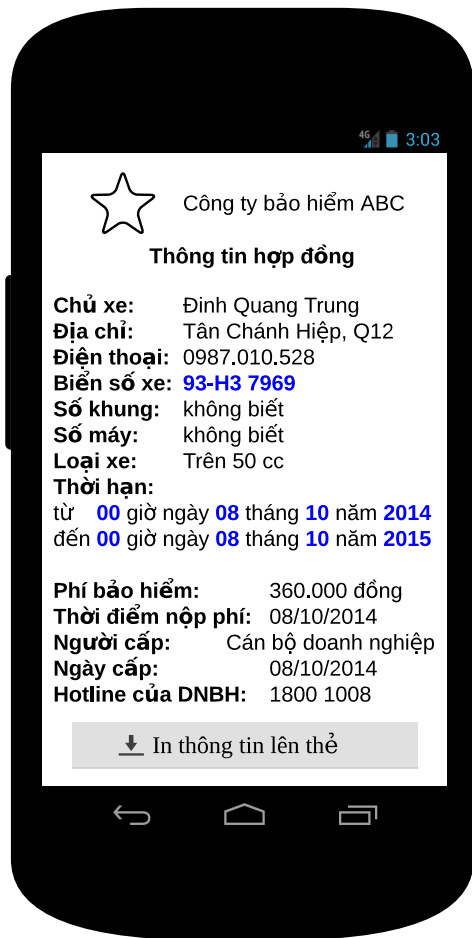 4G 3:03
Công ty bảo hiểm ABC
Thông tin hợp đồng
Chủ xe: Đinh Quang Trung
Địa chỉ: Tân Chánh Hiệp, Q12
Điện thoại: 0987.010.528
Biển số xe: 93-H3 7969
Số khung: không biết
Số máy: không biết
Loại xe: Trên 50 cc
Thời hạn:
từ 00 giờ ngày 08 tháng 10 năm 2014
đến 00 giờ ngày 08 tháng 10 năm 2015
Phí bảo hiểm: 360.000 đồng
Thời điểm nộp phí: 08/10/2014
Người cấp: Cán bộ doanh nghiệp
Ngày cấp: 08/10/2014
Hotline của DNBH: 1800 1008
In thông tin lên thẻ